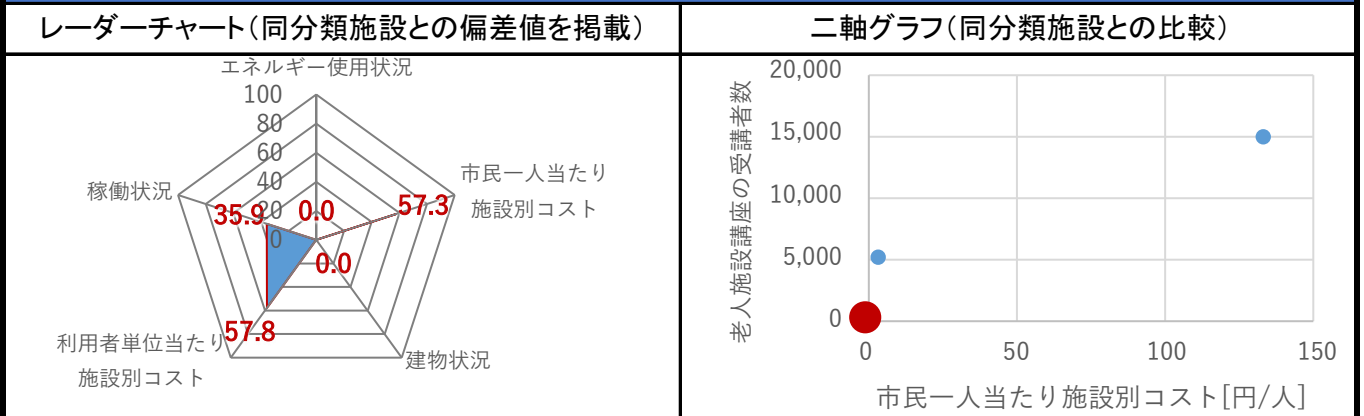 レーダーチャート(同分類施設との偏差値を掲載)
二軸グラフ(同分類施設との比較)
エネルギー使用状況
100
80
60
40
20
0
市民一人当たり
施設別コスト
建物状況
利用者単位当たり
施設別コスト
稼働状況
0.0
57.3
0.0
57.8
35.9
老人施設講座の受講者数
20,000
15,000
10,000
5,000
0
0
50
100
150
市民一人当たり施設別コスト[円/人]